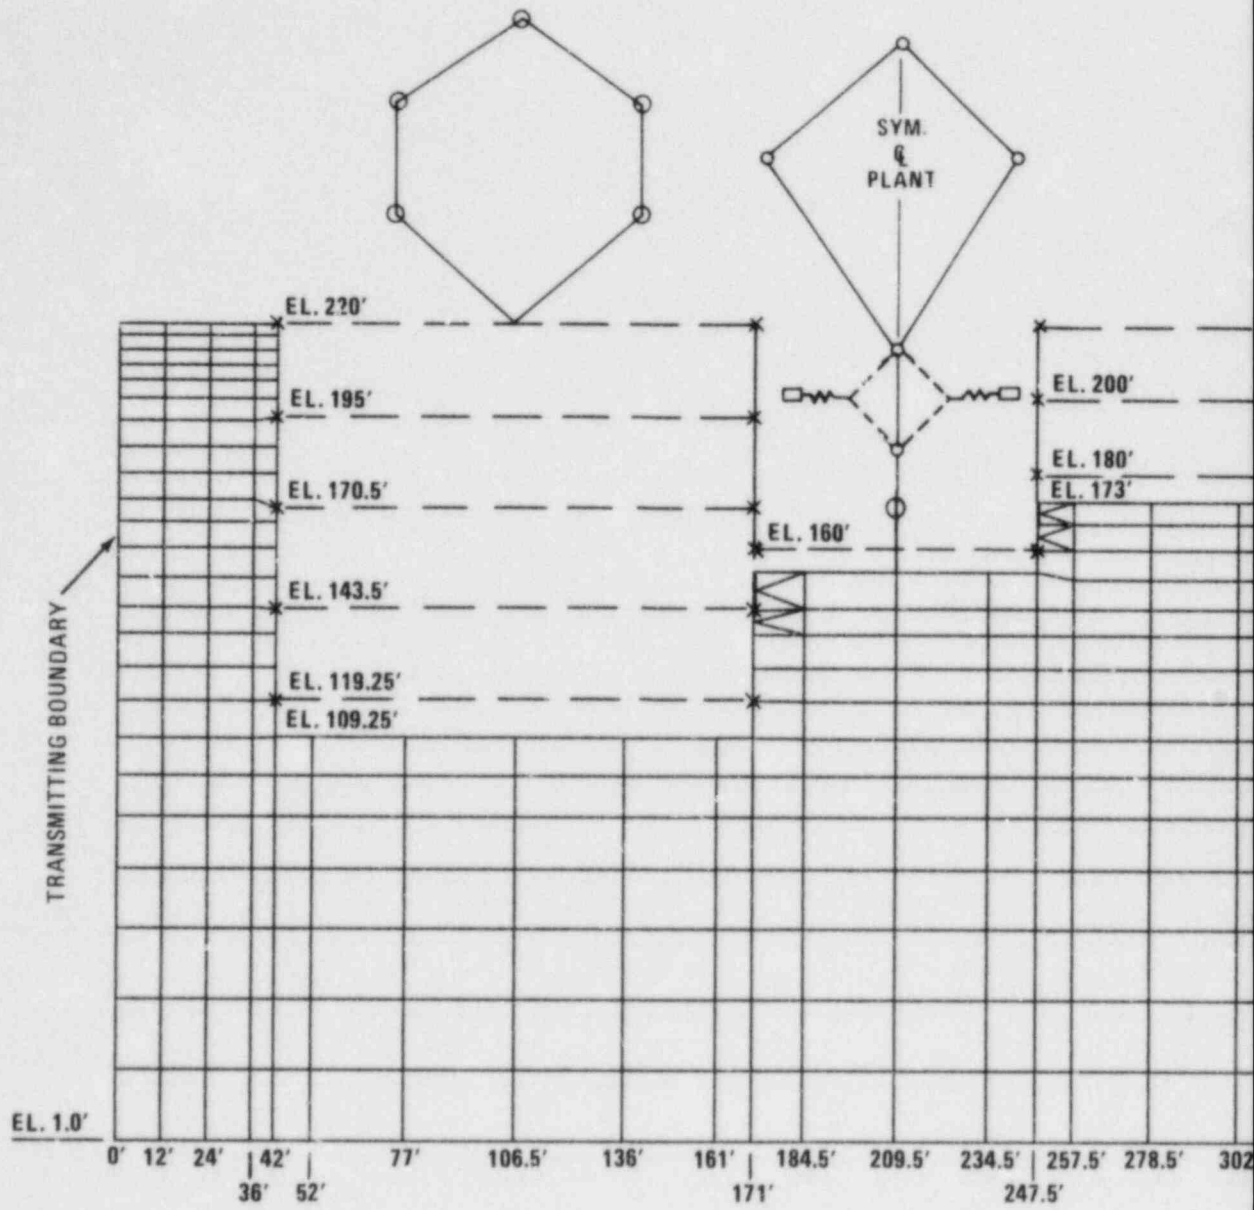 SYM.
℄
PLANT
EL. 220'
EL. 195'
EL. 200'
EL. 170.5'
EL. 180'
EL. 173'
EL. 160'
EL. 143.5'
EL. 119.25'
EL. 109.25'
TRANSMITTING BOUNDARY
EL. 1.0'
0' 12' 24' 42' 77' 106.5' 136' 161' 184.5' 209.5' 234.5' 257.5' 278.5' 302
36' 52' 171' 247.5'